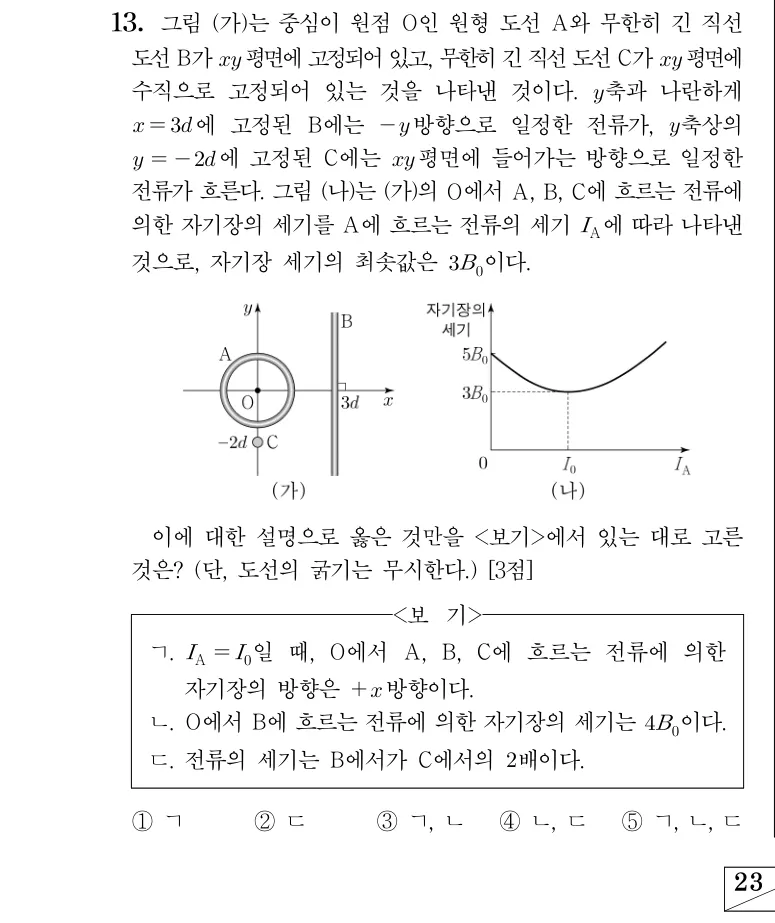 13. 그림 (가)는 중심이 원점 O인 원형 도선 A와 무한히 긴 직선
도선 B가 xy평면에 고정되어 있고, 무한히 긴 직선 도선 C가 xy평면에
수직으로 고정되어 있는 것을 나타낸 것이다. y축과 나란하게
x=3d에 고정된 B에는 -y방향으로 일정한 전류가, y축상의
y=-2d에 고정된 C에는 xy평면에 들어가는 방향으로 일정한
전류가 흐른다. 그림 (나)는 (가)의 O에서 A, B, C에 흐르는 전류에
의한 자기장의 세기를 A에 흐르는 전류의 세기 I_A에 따라 나타낸
것으로, 자기장 세기의 최솟값은 3B₀이다.
y
B
A
O
3d
x
-2d
C
(가)
자기장의
세기
5B₀
3B₀
0
I₀
I_A
(나)
이에 대한 설명으로 옳은 것만을 <보기>에서 있는 대로 고른
것은? (단, 도선의 굵기는 무시한다.) [3점]
<보 기>
ㄱ. I_A=I₀일 때, O에서 A, B, C에 흐르는 전류에 의한
자기장의 방향은 +x방향이다.
ㄴ. O에서 B에 흐르는 전류에 의한 자기장의 세기는 4B₀이다.
ㄷ. 전류의 세기는 B에서가 C에서의 2배이다.
① ㄱ ② ㄷ ③ ㄱ, ㄴ ④ ㄴ, ㄷ ⑤ ㄱ, ㄴ, ㄷ
23